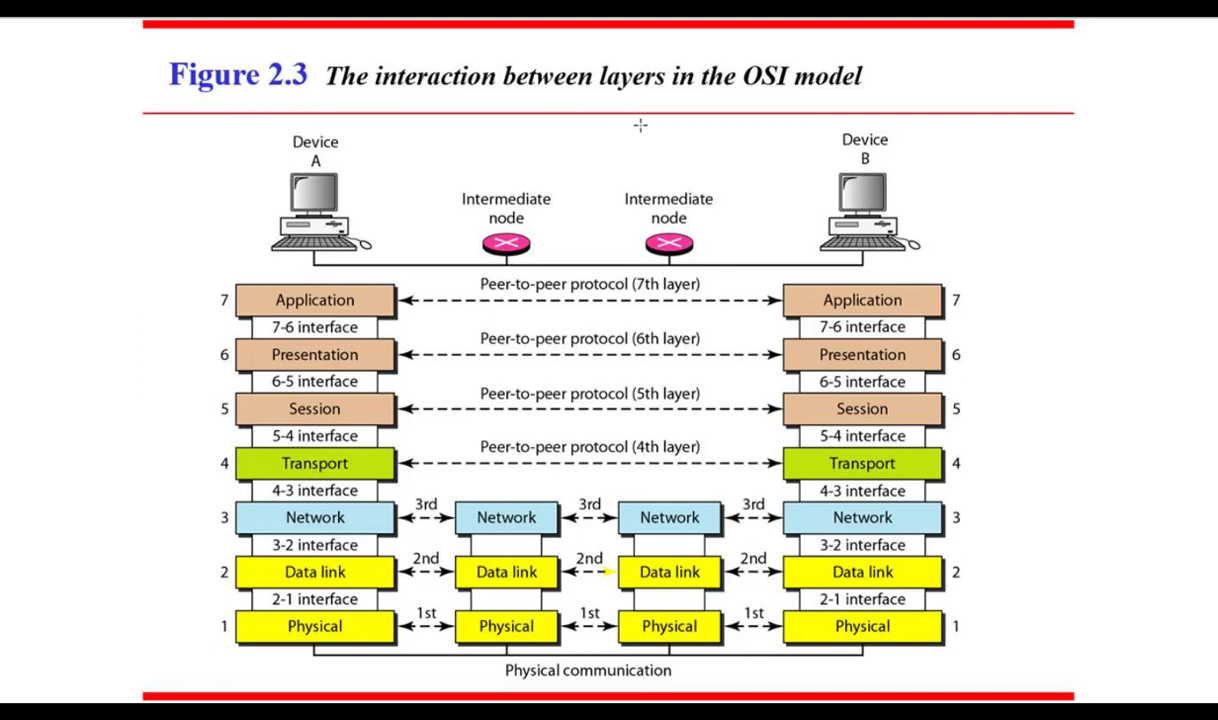 Figure 2.3 The interaction between layers in the OSI model
Device
A
Device
B
Intermediate
node
Intermediate
node
Peer-to-peer protocol (7th layer)
7 Application Application 7
7-6 interface 7-6 interface
Peer-to-peer protocol (6th layer)
6 Presentation Presentation 6
6-5 interface 6-5 interface
Peer-to-peer protocol (5th layer)
5 Session Session 5
5-4 interface 5-4 interface
Peer-to-peer protocol (4th layer)
4 Transport Transport 4
4-3 interface 4-3 interface
3rd 3rd 3rd
3 Network Network Network Network 3
3-2 interface 3-2 interface
2nd 2nd 2nd
2 Data link Data link Data link Data link 2
2-1 interface 2-1 interface
1st 1st 1st
1 Physical Physical Physical Physical 1
Physical communication